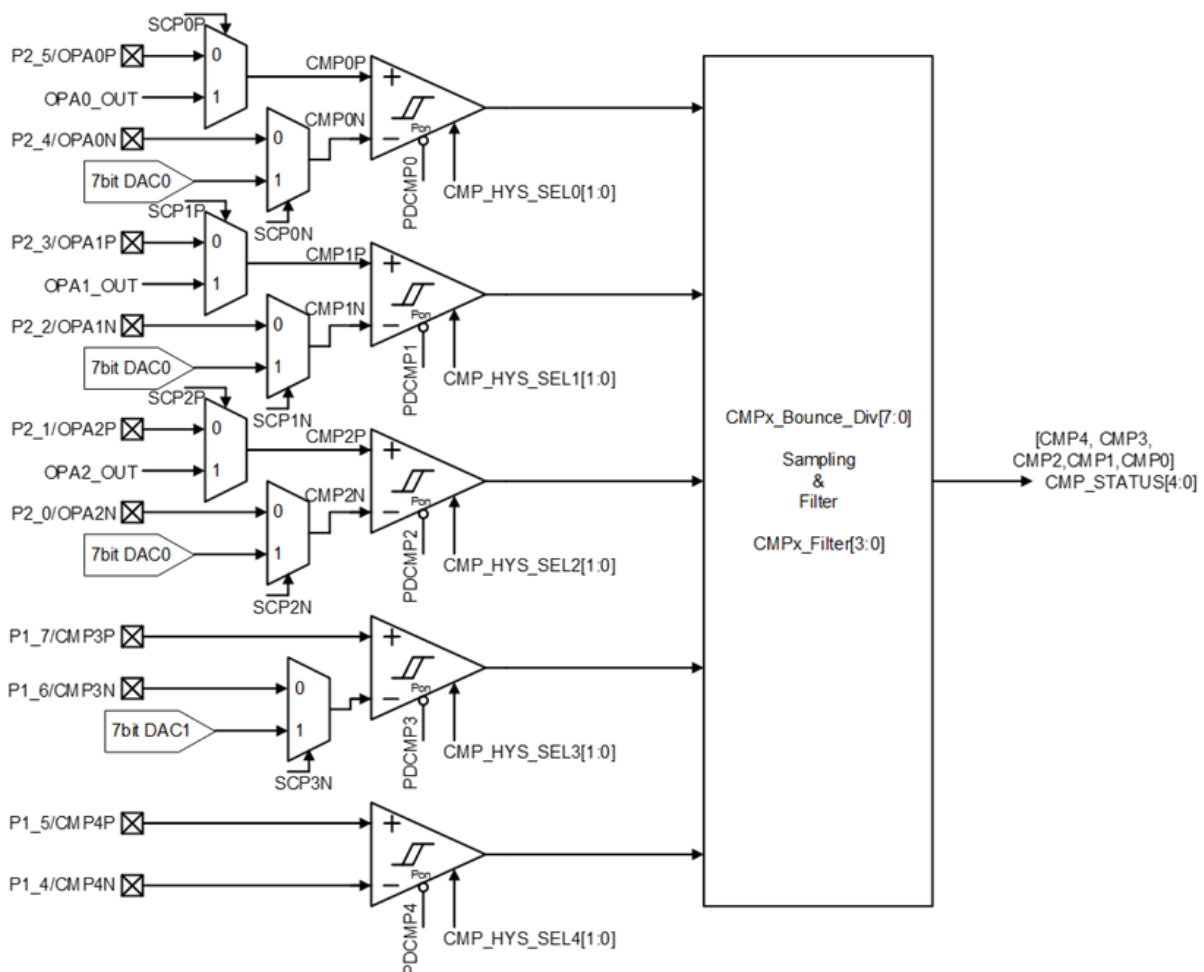 SCP0P
P2_5/OPA0P
0
OPA0_OUT
1
CMP0P
+
P2_4/OPA0N
0
CMP0N
−
Pon
7bit DAC0
1
SCP0N
PDCMP0
CMP_HYS_SEL0[1:0]
SCP1P
P2_3/OPA1P
0
OPA1_OUT
1
CMP1P
+
P2_2/OPA1N
0
CMP1N
−
Pon
7bit DAC0
1
SCP1N
PDCMP1
CMP_HYS_SEL1[1:0]
SCP2P
P2_1/OPA2P
0
OPA2_OUT
1
CMP2P
+
P2_0/OPA2N
0
CMP2N
−
Pon
7bit DAC0
1
SCP2N
PDCMP2
CMP_HYS_SEL2[1:0]
P1_7/CMP3P
+
P1_6/CMP3N
0
−
Pon
7bit DAC1
1
SCP3N
PDCMP3
CMP_HYS_SEL3[1:0]
P1_5/CMP4P
+
P1_4/CMP4N
−
Pon
PDCMP4
CMP_HYS_SEL4[1:0]
CMPx_Bounce_Div[7:0]
Sampling
&
Filter
CMPx_Filter[3:0]
[CMP4, CMP3,
CMP2,CMP1,CMP0]
CMP_STATUS[4:0]